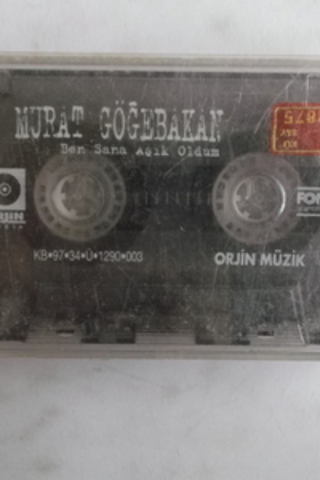 MURAT GÖĞEBAKAN
Ben Sana Aşık Oldum
KB•97•34•Ü•1290•003
ORJİN MÜZİK